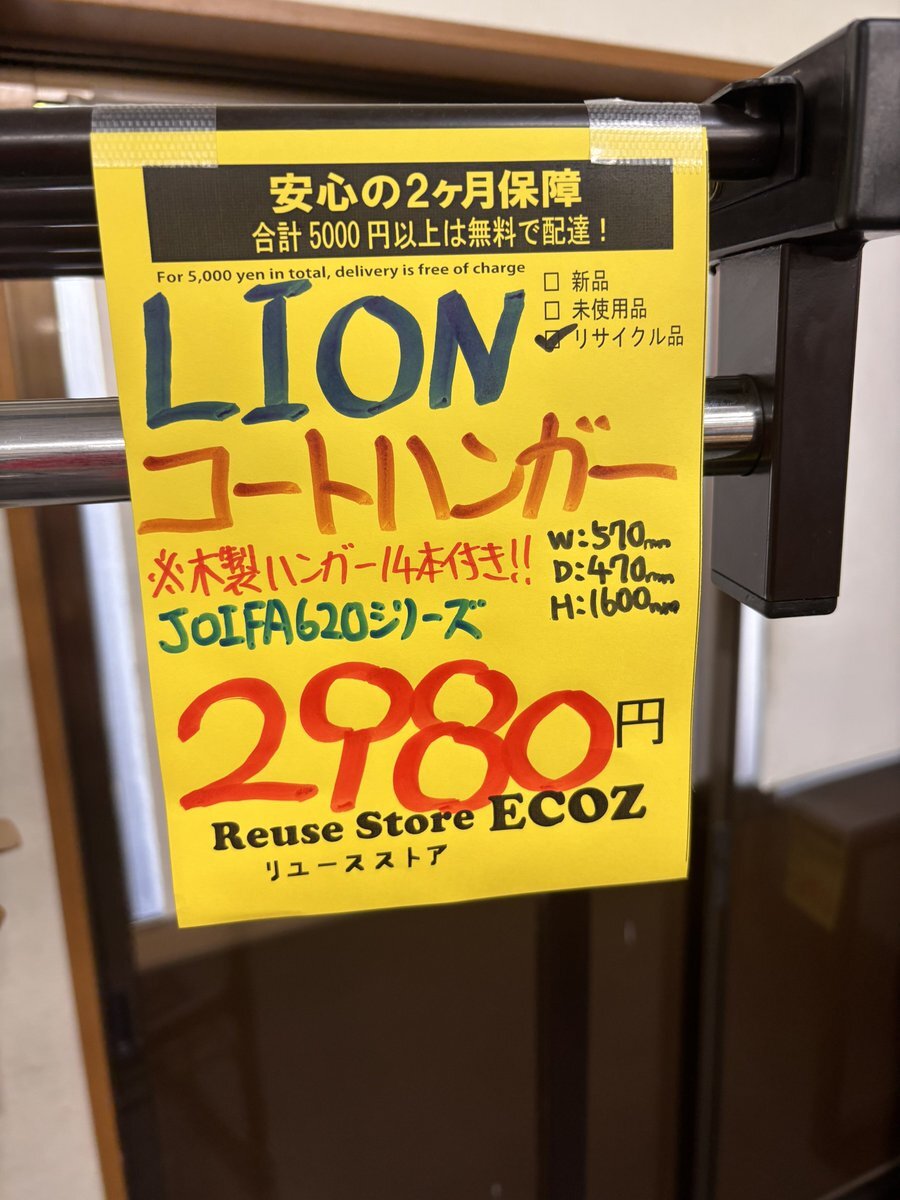 安心の2ヶ月保障
合計5000円以上は無料で配達！
For 5,000 yen in total, delivery is free of charge
□ 新品
□ 未使用品
☑ リサイクル品
LION
コートハンガー
※木製ハンガー14本付き!!
JOIFA620シリーズ
W:570mm
D:470mm
H:1600mm
2980円
Reuse Store ECOZ
リユースストア